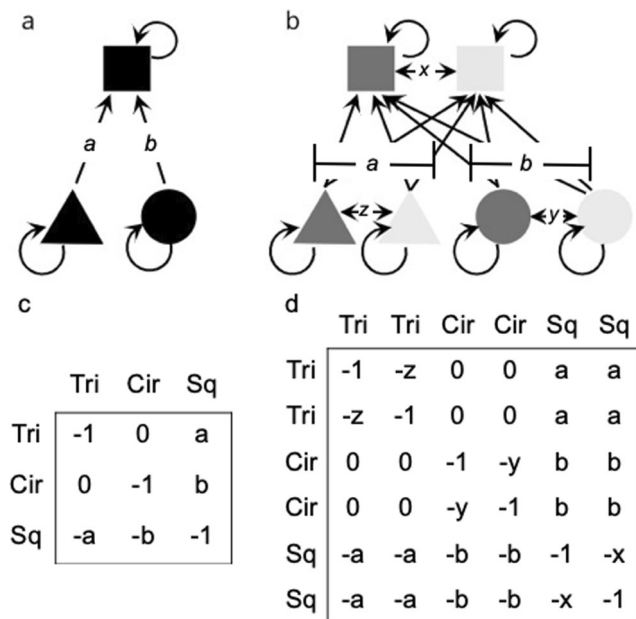 a
b
x
a
b
a
b
z
y
c
d
Tri Cir Sq
Tri -1 0 a
Cir 0 -1 b
Sq -a -b -1
Tri Tri Cir Cir Sq Sq
Tri -1 -z 0 0 a a
Tri -z -1 0 0 a a
Cir 0 0 -1 -y b b
Cir 0 0 -y -1 b b
Sq -a -a -b -b -1 -x
Sq -a -a -b -b -x -1